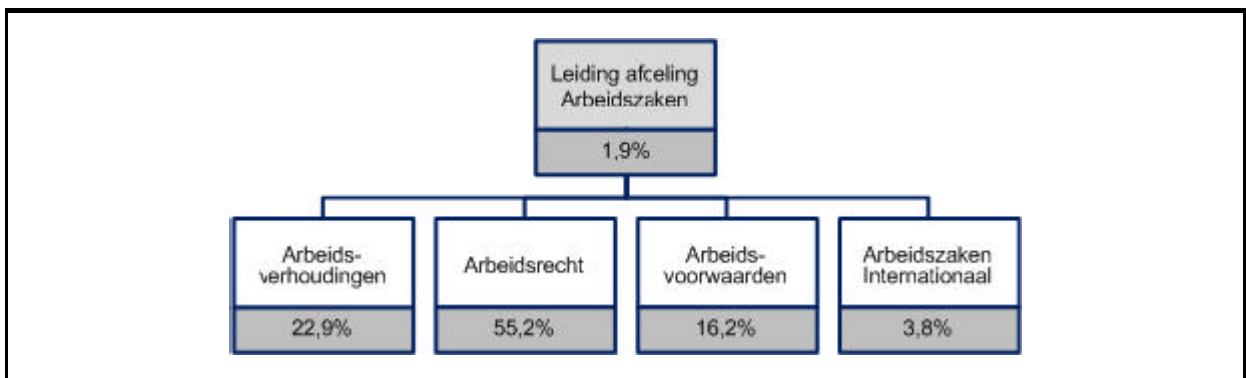 Leiding afceling
Arbeidszaken
1,9%
Arbeids-
verhoudingen
22,9%
Arbeidsrecht
55,2%
Arbeids-
voorwaarden
16,2%
Arbeidszaken
Internationaal
3,8%